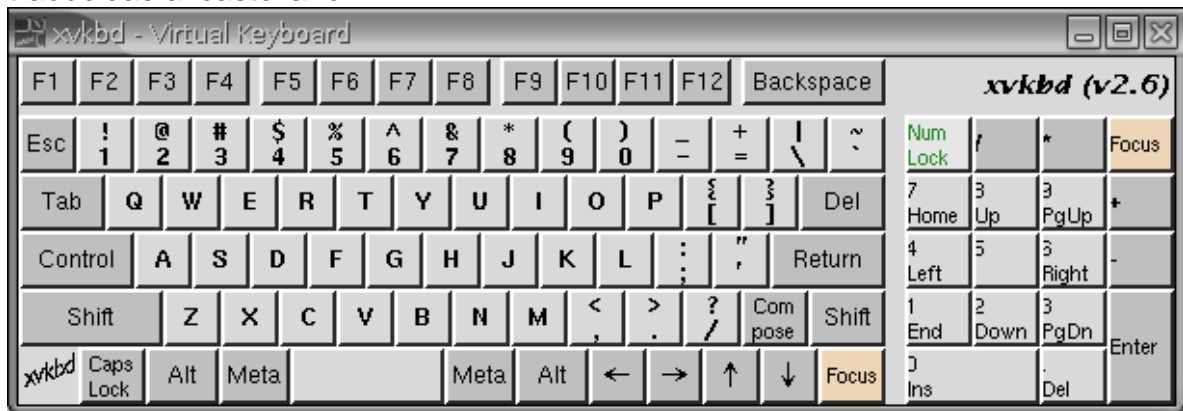 xvkbd - Virtual Keyboard
F1 F2 F3 F4 F5 F6 F7 F8 F9 F10 F11 F12 Backspace xvkbd (v2.6)
Esc ! 1 @ 2 # 3 $ 4 % 5 ^ 6 & 7 * 8 ( 9 ) 0 _ - + = | \ ~ ` Num Lock / * Focus
Tab Q W E R T Y U I O P { [ } ] Del 7 Home 8 Up 9 PgUp +
Control A S D F G H J K L : ; " ' Return 4 Left 5 6 Right -
Shift Z X C V B N M < , > . ? / Com pose Shift 1 End 2 Down 3 PgDn Enter
xvkbd Caps Lock Alt Meta Meta Alt ← → ↑ ↓ Focus 0 Ins . Del